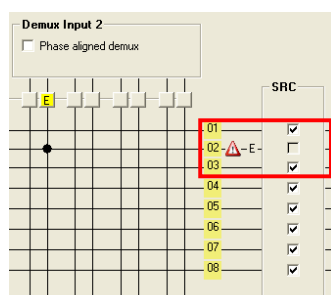 Demux Input 2
Phase aligned demux
SRC
E
01
02 E
03
04
05
06
07
08